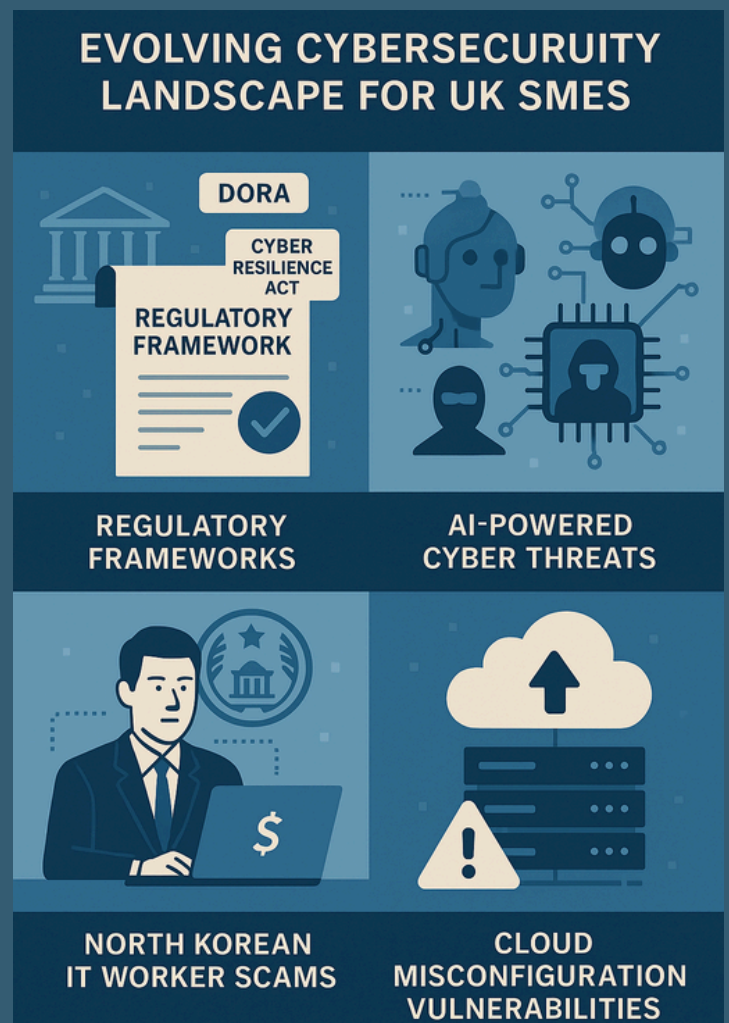 EVOLVING CYBERSECURUITY
LANDSCAPE FOR UK SMES
DORA
CYBER
RESILIENCE
ACT
REGULATORY
FRAMEWORK
REGULATORY
FRAMEWORKS
AI-POWERED
CYBER THREATS
$
NORTH KOREAN
IT WORKER SCAMS
CLOUD
MISCONFIGURATION
VULNERABILITIES